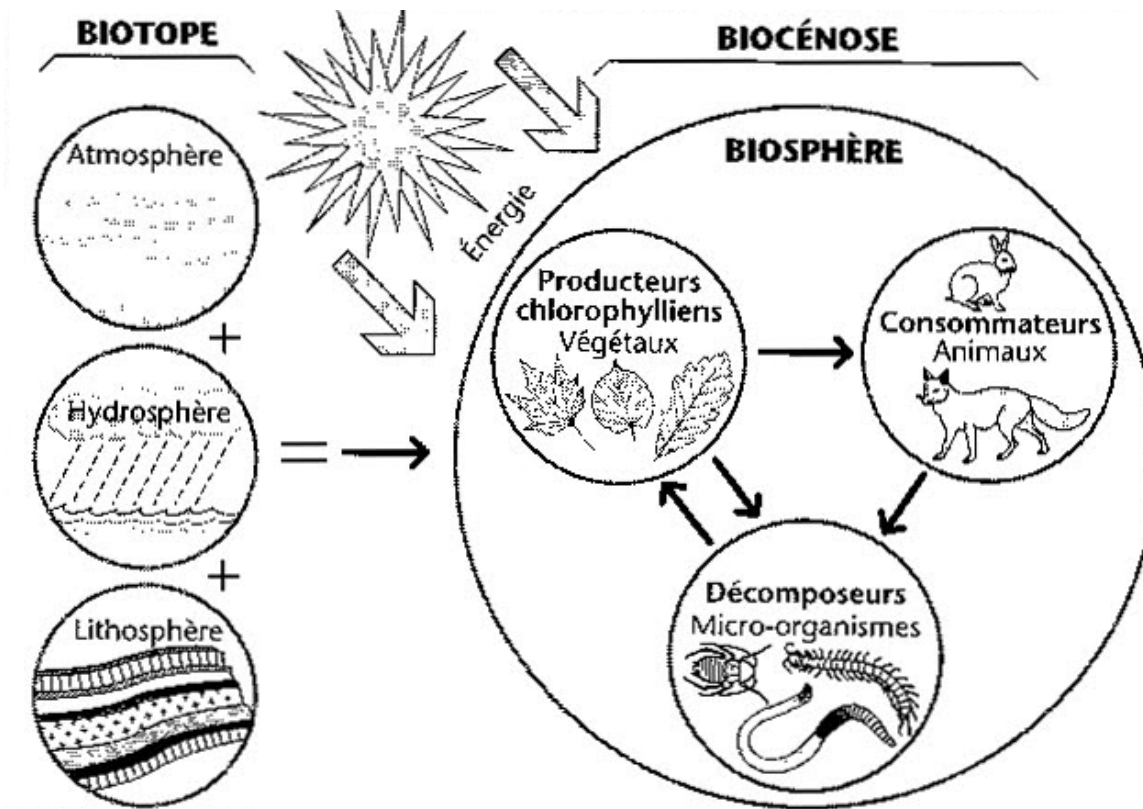 BIOTOPE
Atmosphère
+
Hydrosphère
+
Lithosphère
=
Énergie
BIOCÉNOSE
BIOSPHÈRE
Producteurs
chlorophylliens
Végétaux
Consommateurs
Animaux
Décomposeurs
Micro-organismes